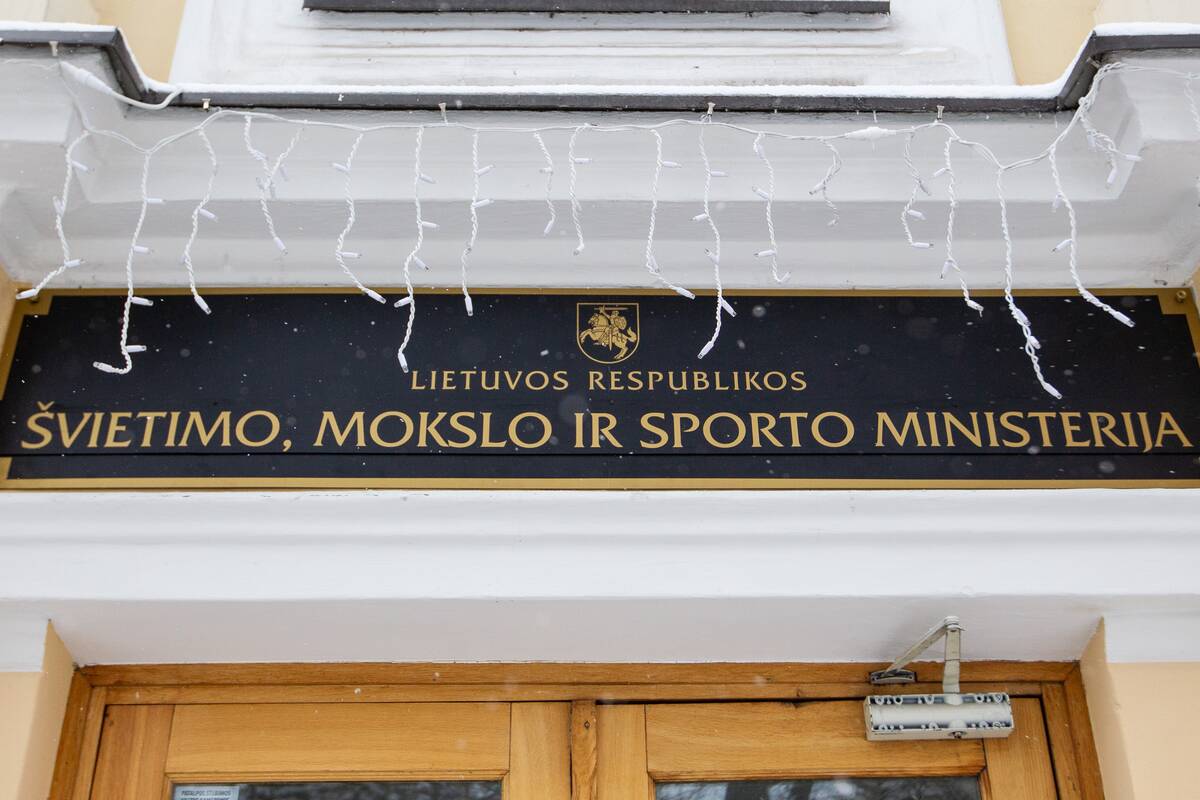 LIETUVOS RESPUBLIKOS
ŠVIETIMO, MOKSLO IR SPORTO MINISTERIJA